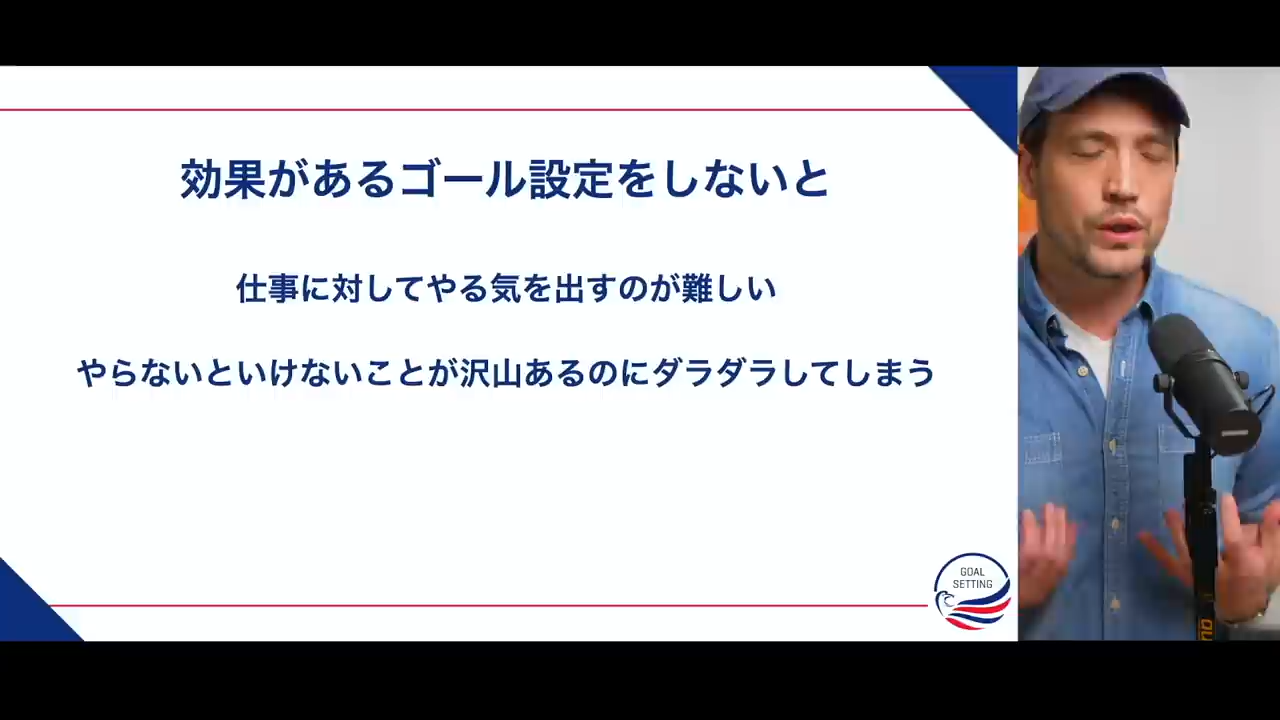 効果があるゴール設定をしないと
仕事に対してやる気を出すのが難しい
やらないといけないことが沢山あるのにダラダラしてしまう
GOAL
SETTING